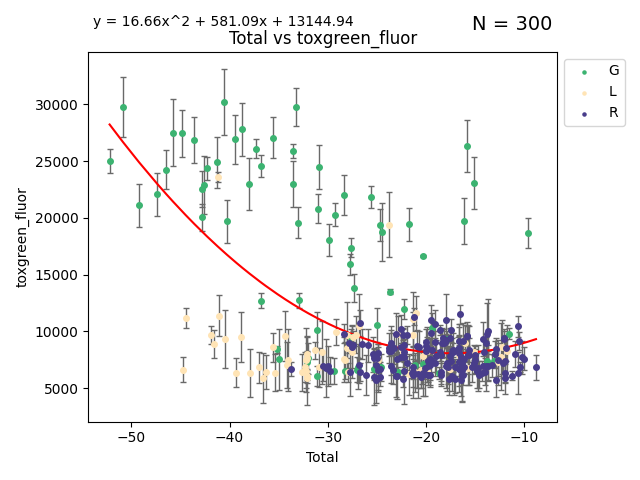 y = 16.66x^2 + 581.09x + 13144.94
N = 300
Total vs toxgreen_fluor
G
L
R
toxgreen_fluor
30000
25000
20000
15000
10000
5000
−50
−40
−30
−20
−10
Total